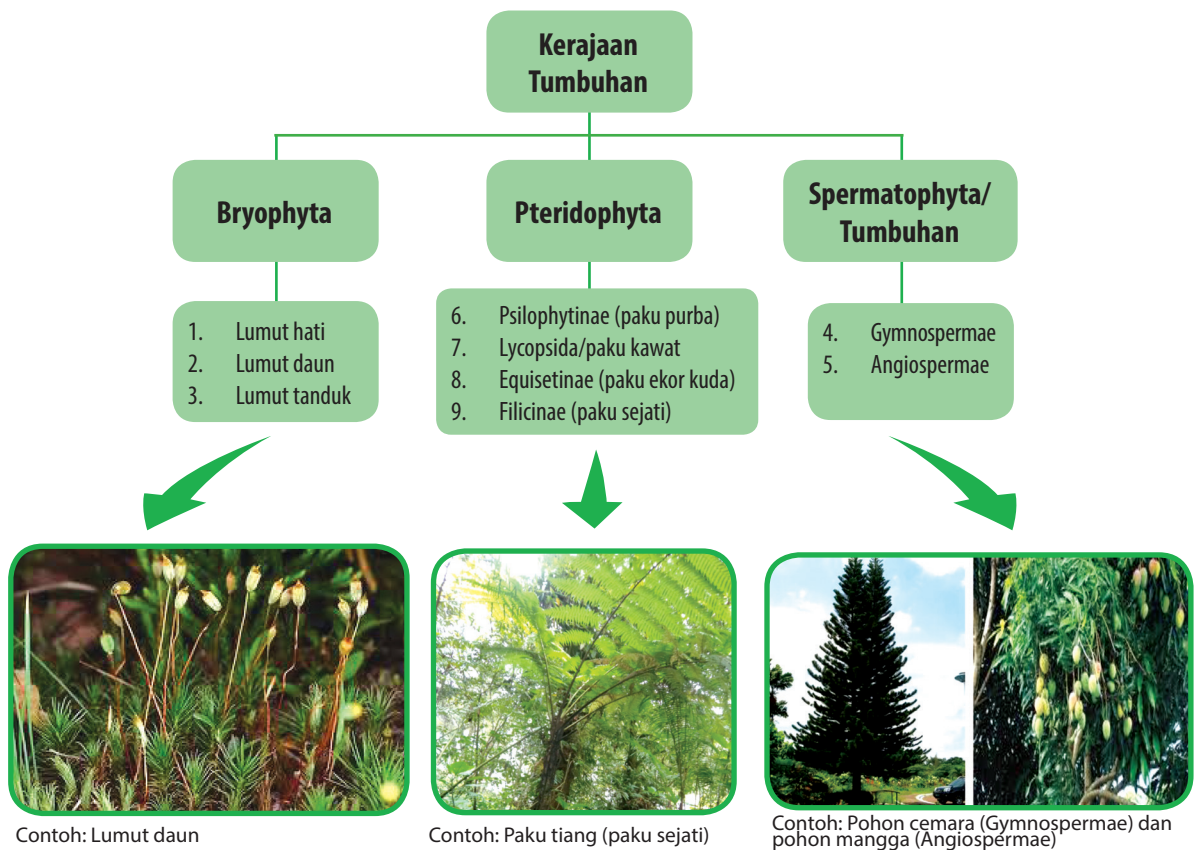 Kerajaan
Tumbuhan
Bryophyta
Pteridophyta
Spermatophyta/
Tumbuhan
1. Lumut hati
2. Lumut daun
3. Lumut tanduk
6. Psilophytinae (paku purba)
7. Lycopsida/paku kawat
8. Equisetinae (paku ekor kuda)
9. Filicinae (paku sejati)
4. Gymnospermae
5. Angiospermae
Contoh: Lumut daun
Contoh: Paku tiang (paku sejati)
Contoh: Pohon cemara (Gymnospermae) dan
pohon mangga (Angiospermae)